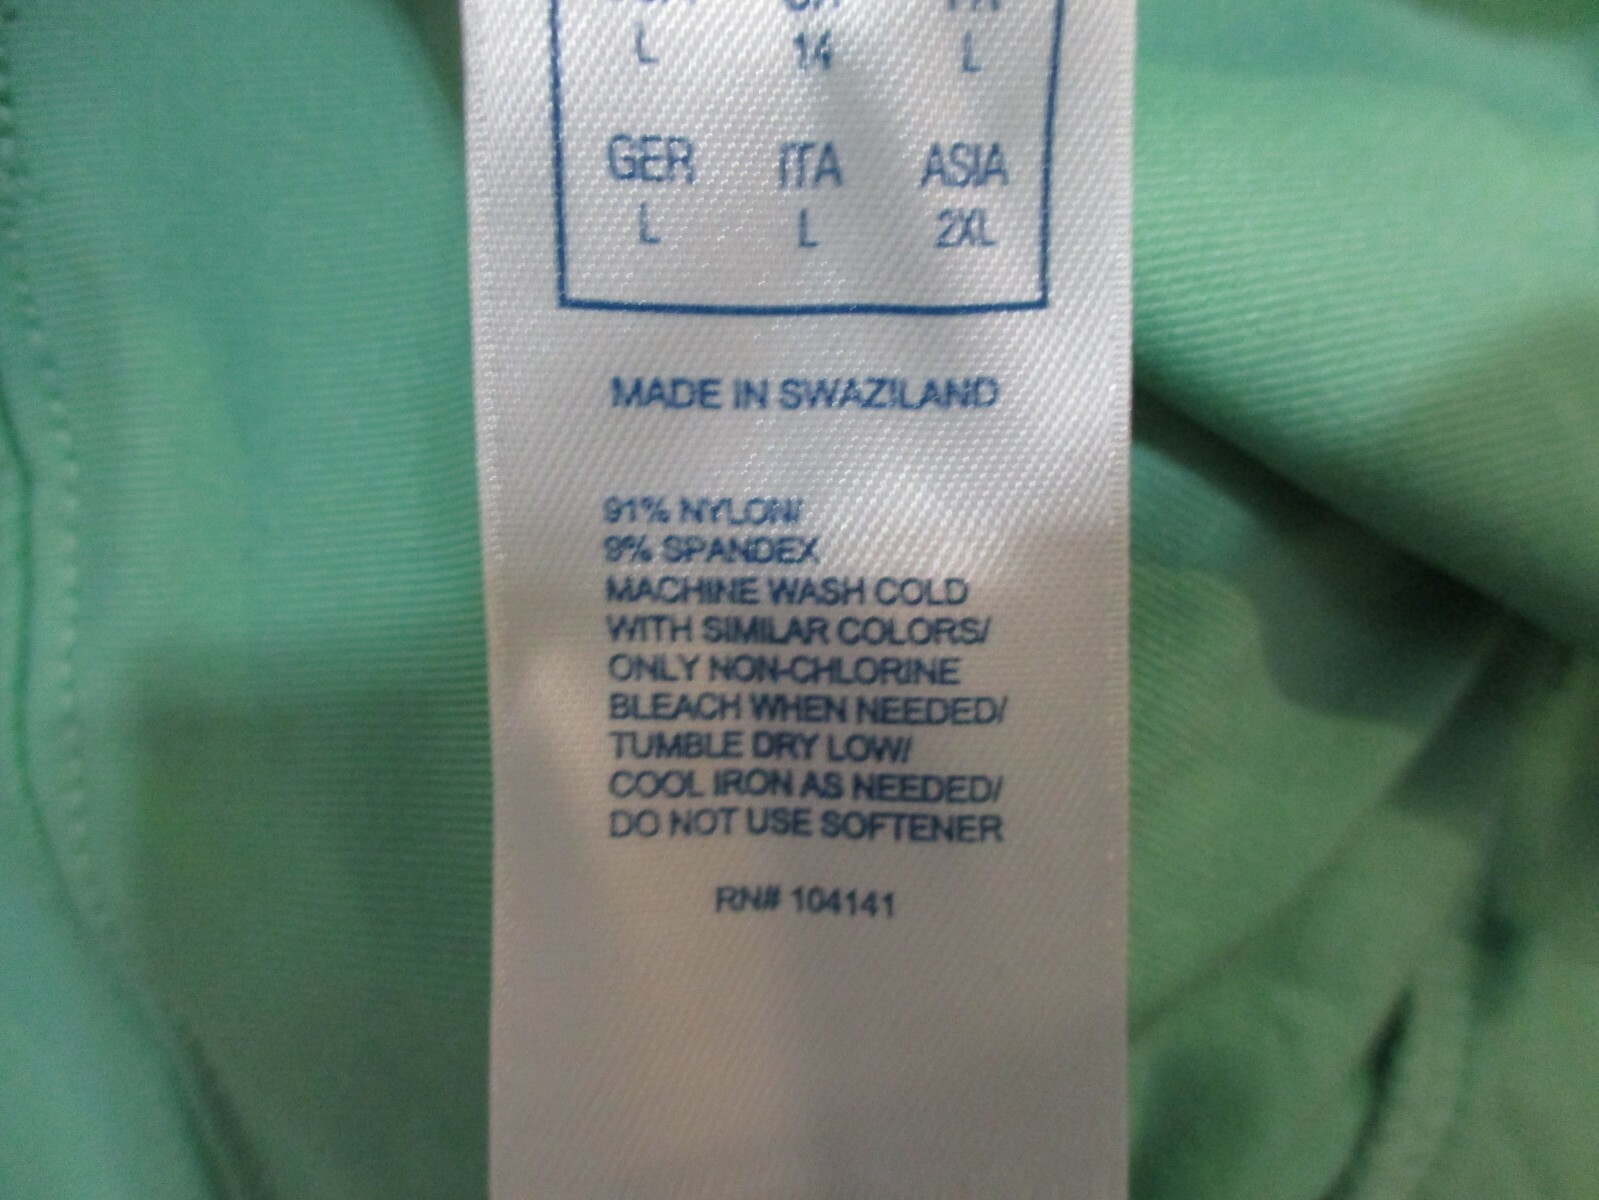 L 14 L
GER ITA ASIA
L L 2XL
MADE IN SWAZILAND
91% NYLON/
9% SPANDEX
MACHINE WASH COLD
WITH SIMILAR COLORS/
ONLY NON-CHLORINE
BLEACH WHEN NEEDED/
TUMBLE DRY LOW/
COOL IRON AS NEEDED/
DO NOT USE SOFTENER
RN# 104141